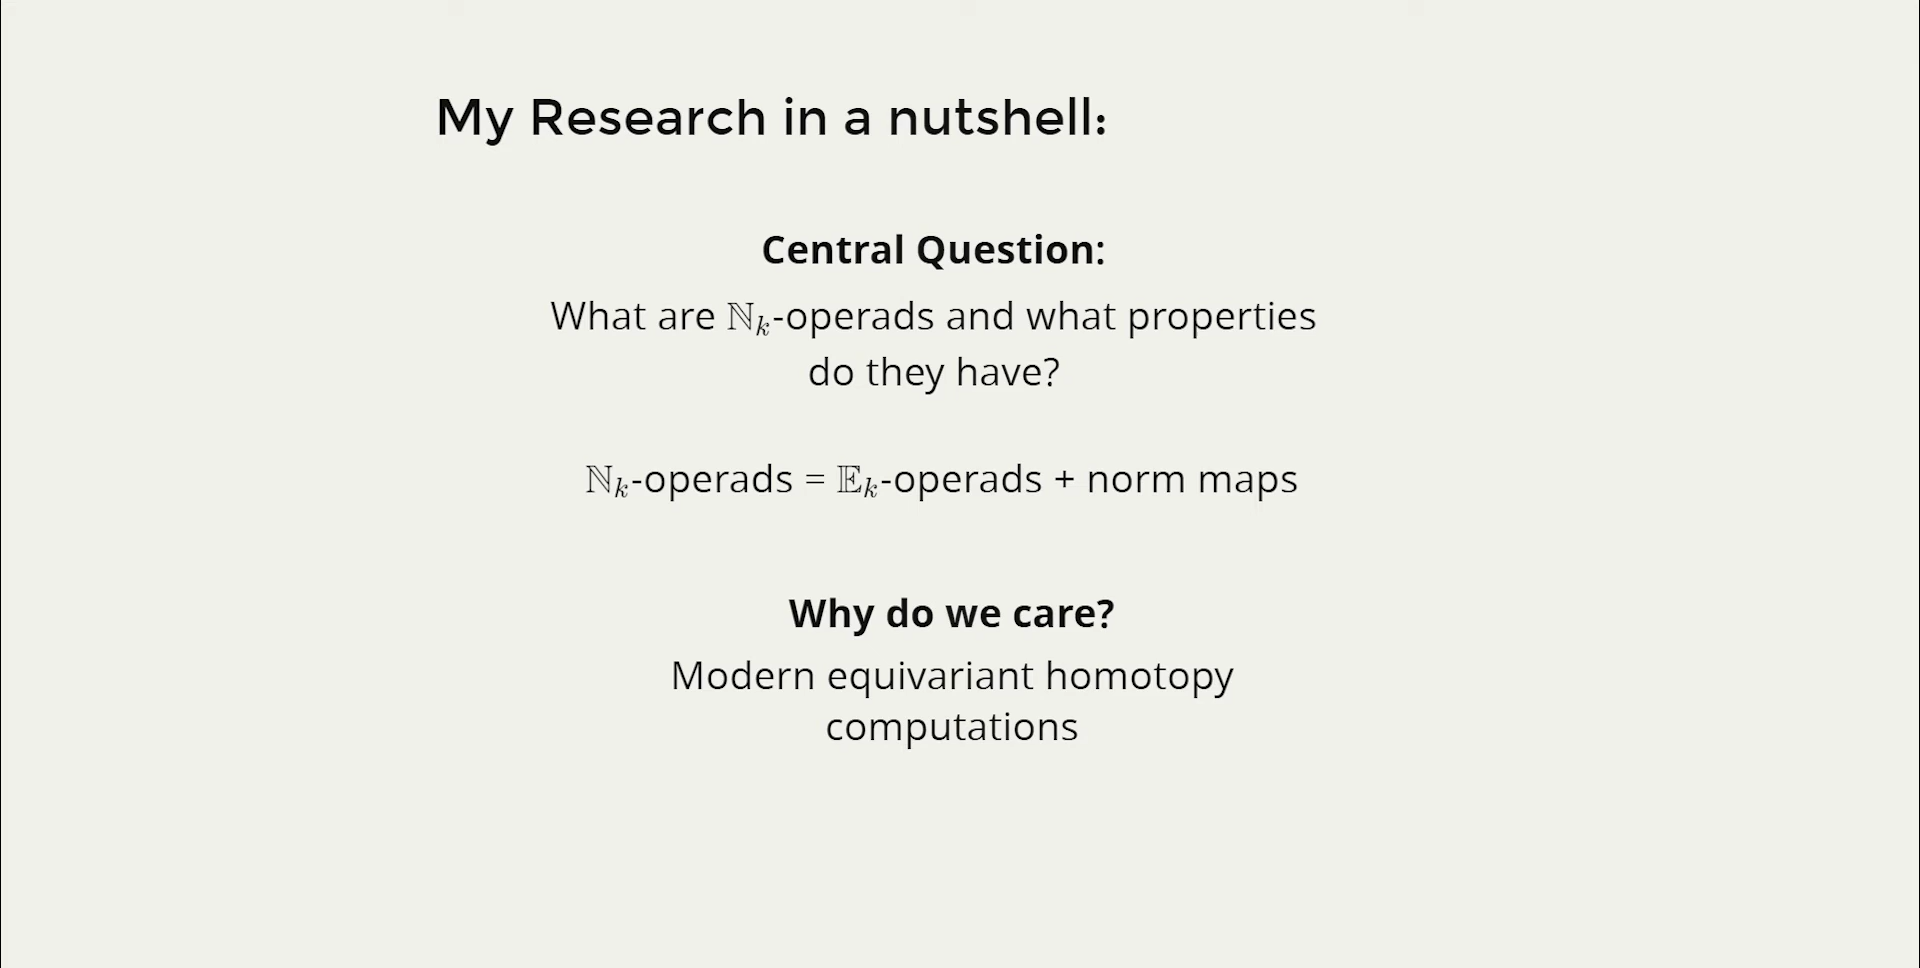 My Research in a nutshell:
Central Question:
What are ℕₖ-operads and what properties
do they have?
ℕₖ-operads = 𝔼ₖ-operads + norm maps
Why do we care?
Modern equivariant homotopy
computations